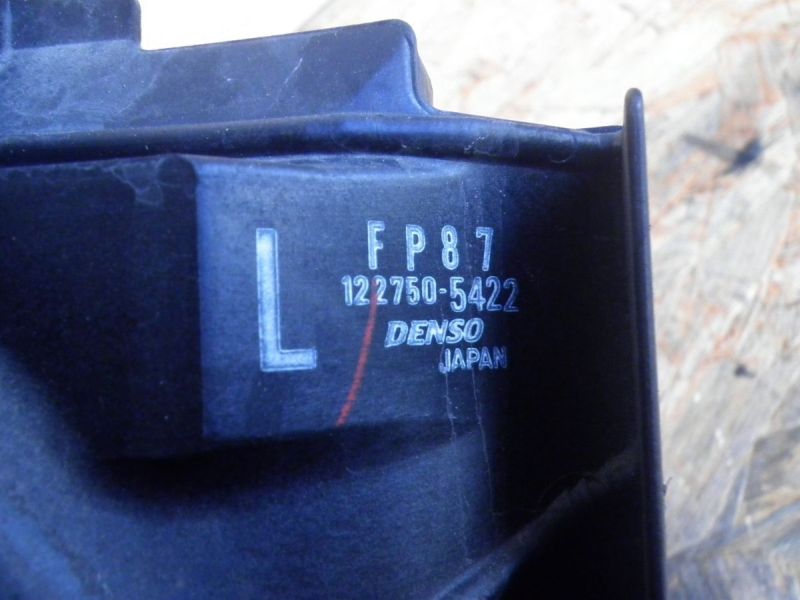 L
FP87
122750-5422
DENSO
JAPAN